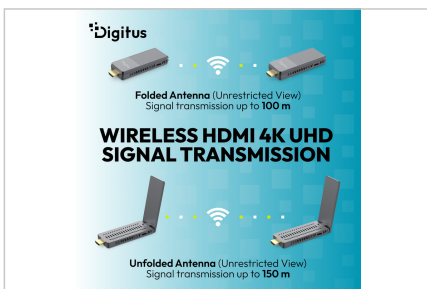 Digitus
Folded Antenna (Unrestricted View)
Signal transmission up to 100 m
WIRELESS HDMI 4K UHD
SIGNAL TRANSMISSION
Unfolded Antenna (Unrestricted View)
Signal transmission up to 150 m